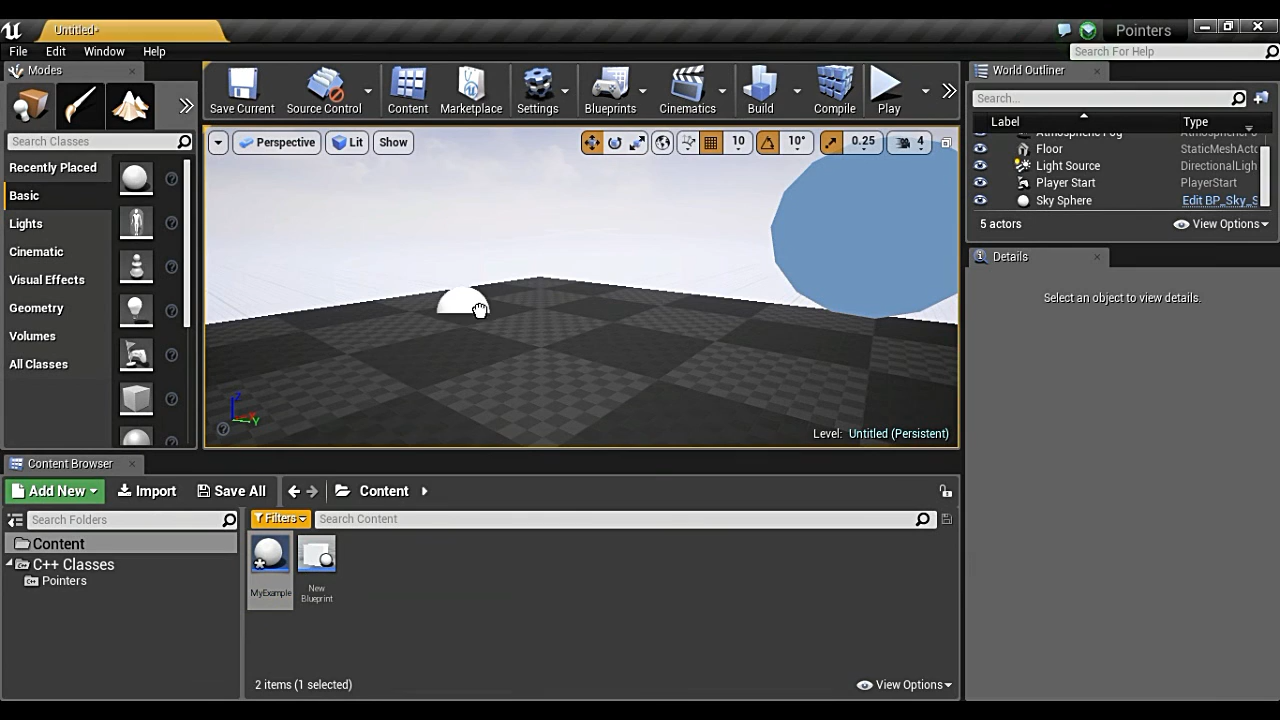 Untitled*
Pointers
File Edit Window Help
Search For Help
Modes
Save Current
Source Control
Content
Marketplace
Settings
Blueprints
Cinematics
Build
Compile
Play
World Outliner
Search...
Label Type
Atmospheric Fog
Floor StaticMeshActo
Light Source DirectionalLigh
Player Start PlayerStart
Sky Sphere Edit BP_Sky_S
5 actors
View Options
Search Classes
Recently Placed
Basic
Lights
Cinematic
Visual Effects
Geometry
Volumes
All Classes
Perspective
Lit
Show
10
10°
0.25
4
Z
Y
Level: Untitled (Persistent)
Details
Select an object to view details.
Content Browser
Add New
Import
Save All
Content
Search Folders
Filters
Search Content
Content
C++ Classes
Pointers
MyExample
New
Blueprint
2 items (1 selected)
View Options